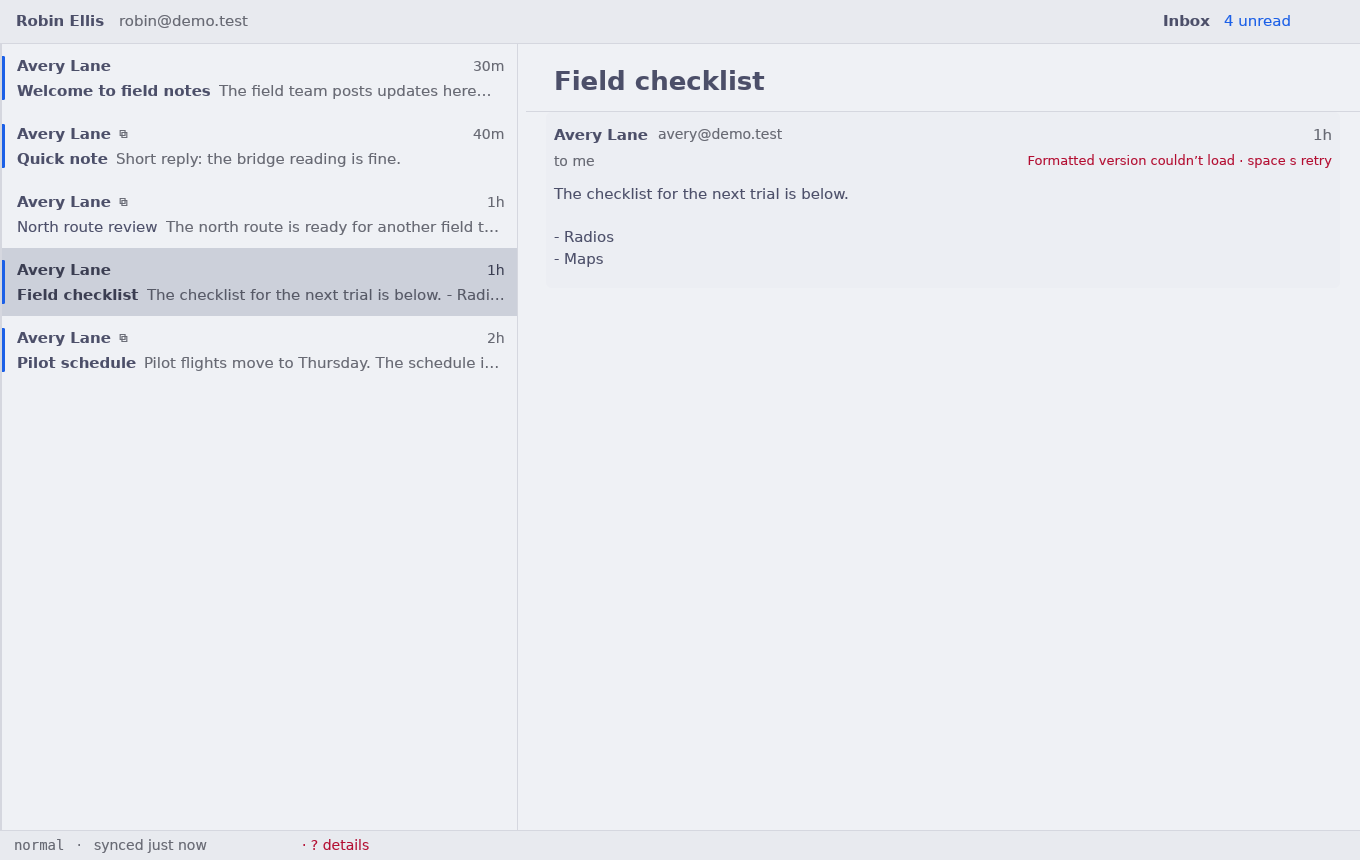 Robin Ellis robin@demo.test Inbox 4 unread
Avery Lane 30m
Welcome to field notes The field team posts updates here…
Avery Lane 40m
Quick note Short reply: the bridge reading is fine.
Avery Lane 1h
North route review The north route is ready for another field t…
Avery Lane 1h
Field checklist The checklist for the next trial is below. - Radi…
Avery Lane 2h
Pilot schedule Pilot flights move to Thursday. The schedule i…
Field checklist
Avery Lane avery@demo.test 1h
to me Formatted version couldn’t load · space s retry
The checklist for the next trial is below.
- Radios
- Maps
normal · synced just now · ? details